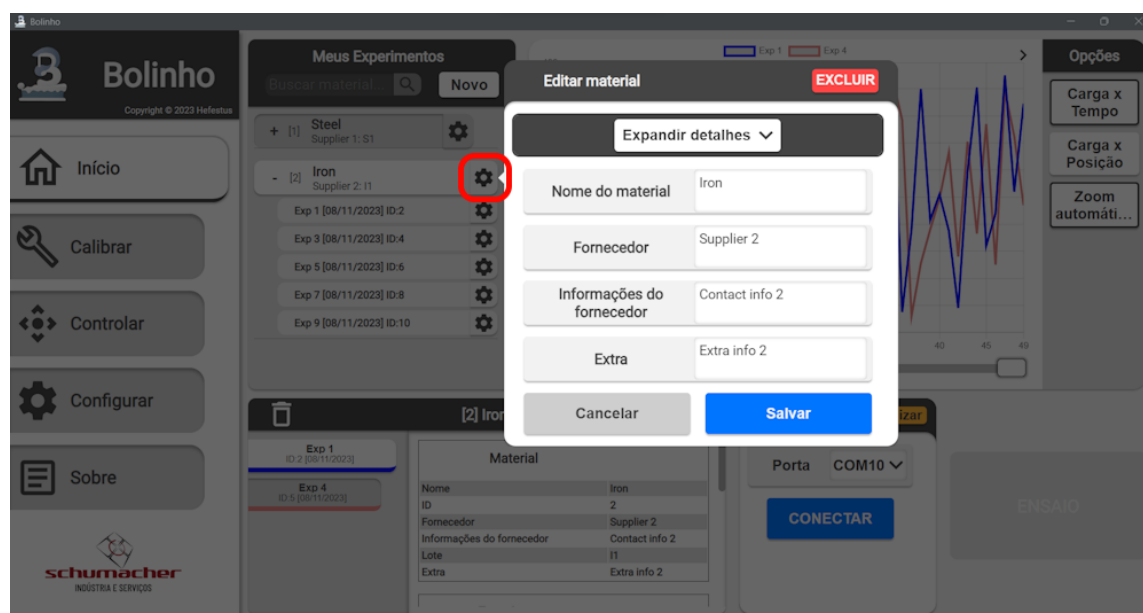 Bolinho
Bolinho
Copyright © 2023 Hefestus
Início
Calibrar
Controlar
Configurar
Sobre
schumacher
INDÚSTRIA E SERVIÇOS
Meus Experimentos
Buscar material...
Novo
+ [1] Steel
Supplier 1: S1
- [2] Iron
Supplier 2: I1
Exp 1 [08/11/2023] ID:2
Exp 3 [08/11/2023] ID:4
Exp 5 [08/11/2023] ID:6
Exp 7 [08/11/2023] ID:8
Exp 9 [08/11/2023] ID:10
Exp 1 Exp 4
40 45 49
Editar material
EXCLUIR
Expandir detalhes
Nome do material
Iron
Fornecedor
Supplier 2
Informações do
fornecedor
Contact info 2
Extra
Extra info 2
Cancelar
Salvar
Opções
Carga x
Tempo
Carga x
Posição
Zoom
automáti...
[2] Iron
Exp 1
ID:2 [08/11/2023]
Exp 4
ID:5 [08/11/2023]
Material
Nome Iron
ID 2
Fornecedor Supplier 2
Informações do fornecedor Contact info 2
Lote I1
Extra Extra info 2
izar
Porta COM10
CONECTAR
ENSAIO